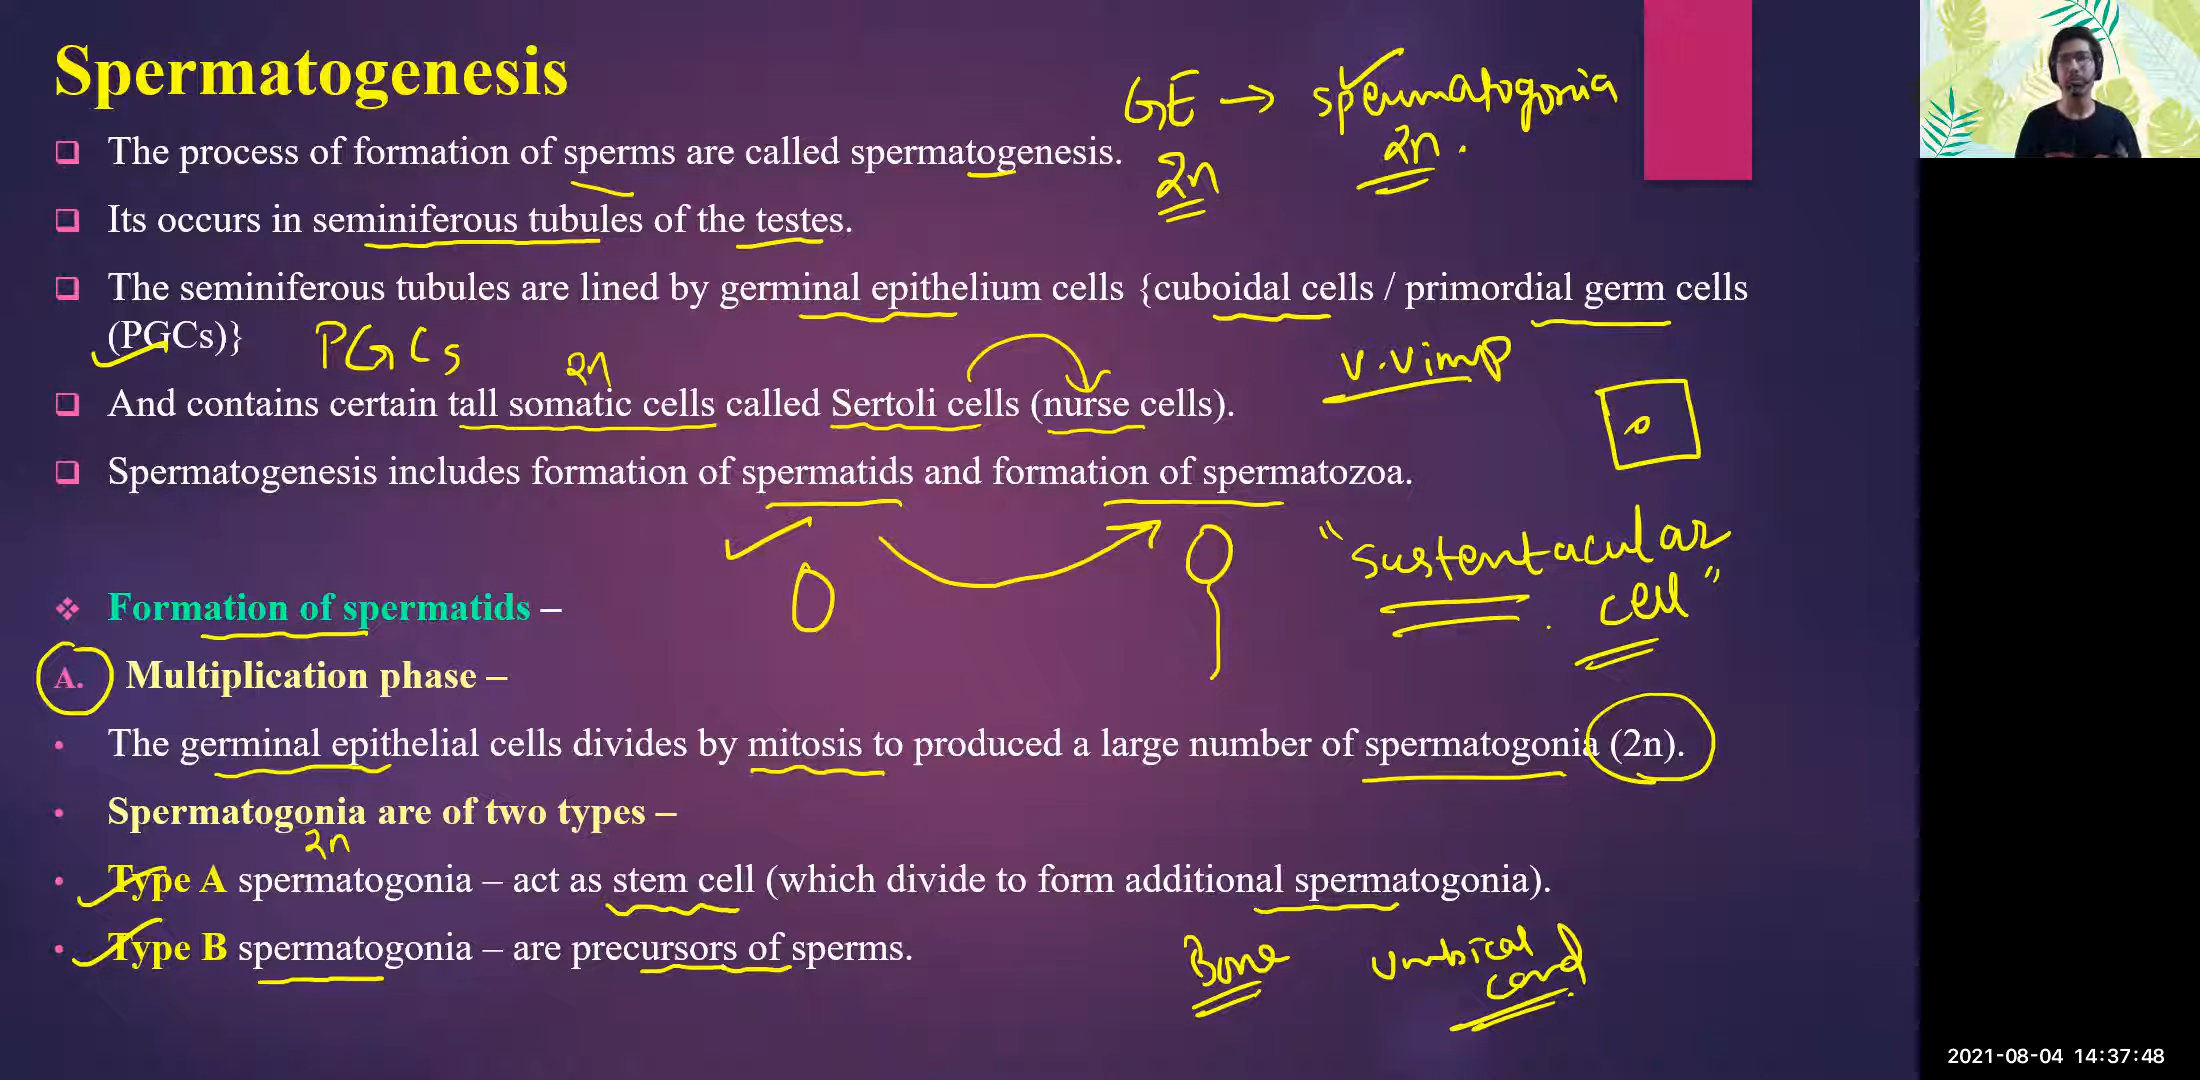 Spermatogenesis
GE → spermatogonia
2n 2n.
❑ The process of formation of sperms are called spermatogenesis.
❑ Its occurs in seminiferous tubules of the testes.
❑ The seminiferous tubules are lined by germinal epithelium cells {cuboidal cells / primordial germ cells
(PGCs)}
PGCs
2n
v.v imp
❑ And contains certain tall somatic cells called Sertoli cells (nurse cells).
❑ Spermatogenesis includes formation of spermatids and formation of spermatozoa.
"sustentacular
cell"
❖ Formation of spermatids –
A. Multiplication phase –
• The germinal epithelial cells divides by mitosis to produced a large number of spermatogonia (2n).
• Spermatogonia are of two types –
2n
• Type A spermatogonia – act as stem cell (which divide to form additional spermatogonia).
• Type B spermatogonia – are precursors of sperms.
Bone
umbical
cord
2021-08-04 14:37:48